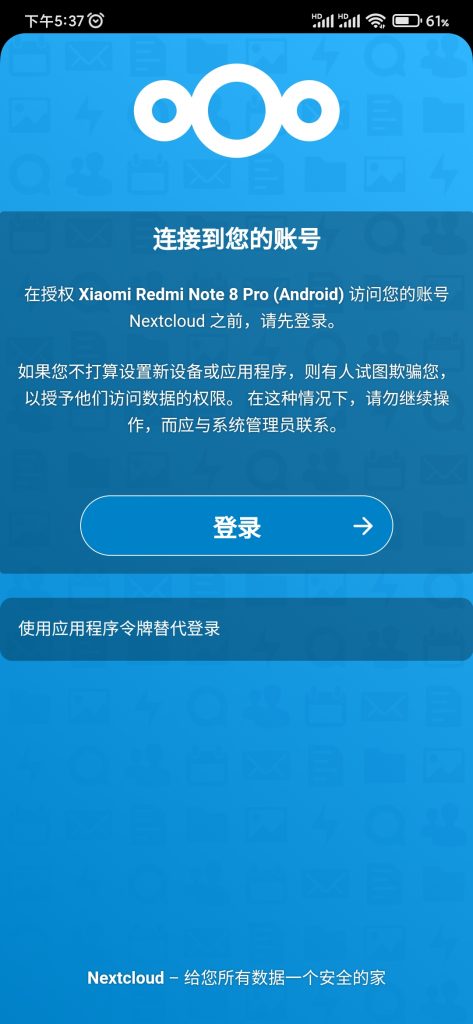 下午5:37
HD HD 61%
连接到您的账号
在授权 Xiaomi Redmi Note 8 Pro (Android) 访问您的账号
Nextcloud 之前，请先登录。
如果您不打算设置新设备或应用程序，则有人试图欺骗您，
以授予他们访问数据的权限。 在这种情况下，请勿继续操
作，而应与系统管理员联系。
登录
使用应用程序令牌替代登录
Nextcloud – 给您所有数据一个安全的家